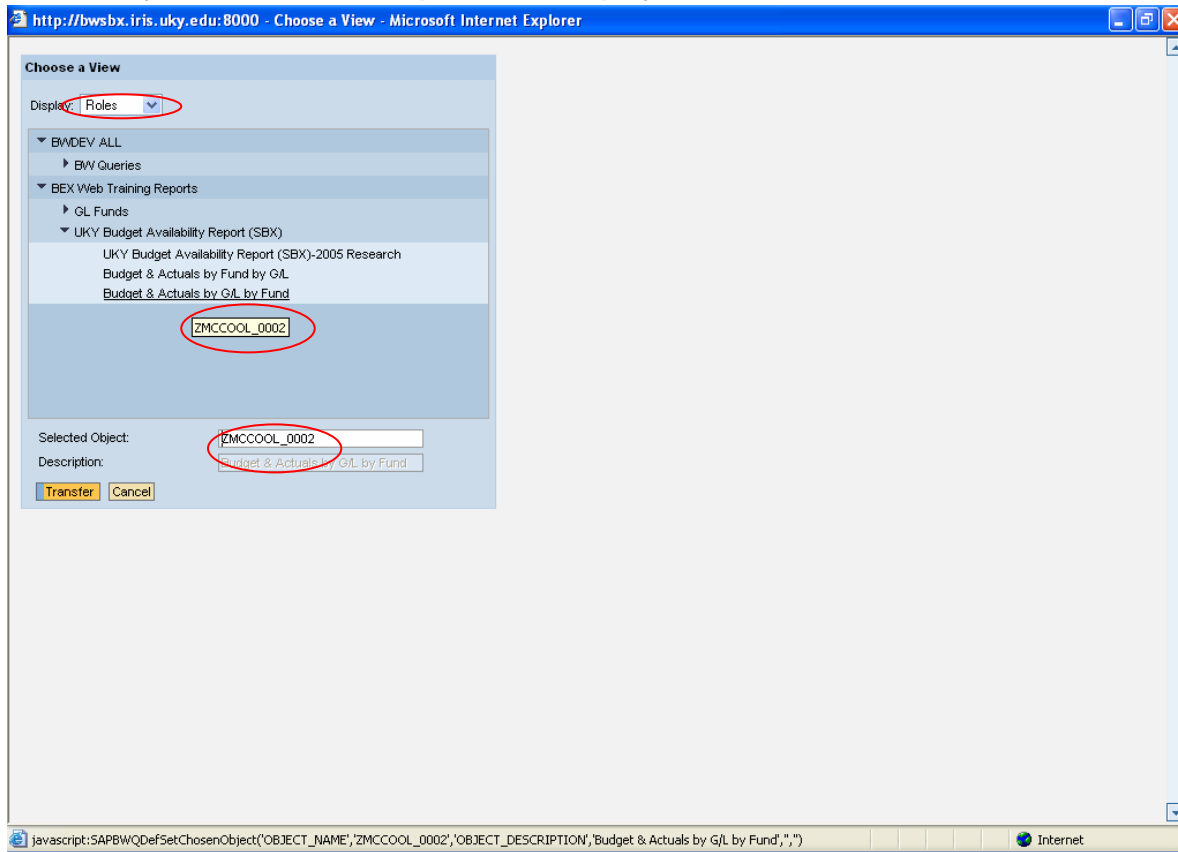 http://bwsbx.iris.uky.edu:8000 - Choose a View - Microsoft Internet Explorer
Choose a View
Display: Roles
BWDEV ALL
BW Queries
BEX Web Training Reports
GL Funds
UKY Budget Availability Report (SBX)
UKY Budget Availability Report (SBX)-2005 Research
Budget & Actuals by Fund by G/L
Budget & Actuals by G/L by Fund
ZMCCOOL_0002
Selected Object: ZMCCOOL_0002
Description: Budget & Actuals by G/L by Fund
Transfer Cancel
javascript:SAPBWQDefSetChosenObject('OBJECT_NAME','ZMCCOOL_0002','OBJECT_DESCRIPTION','Budget & Actuals by G/L by Fund','','') Internet